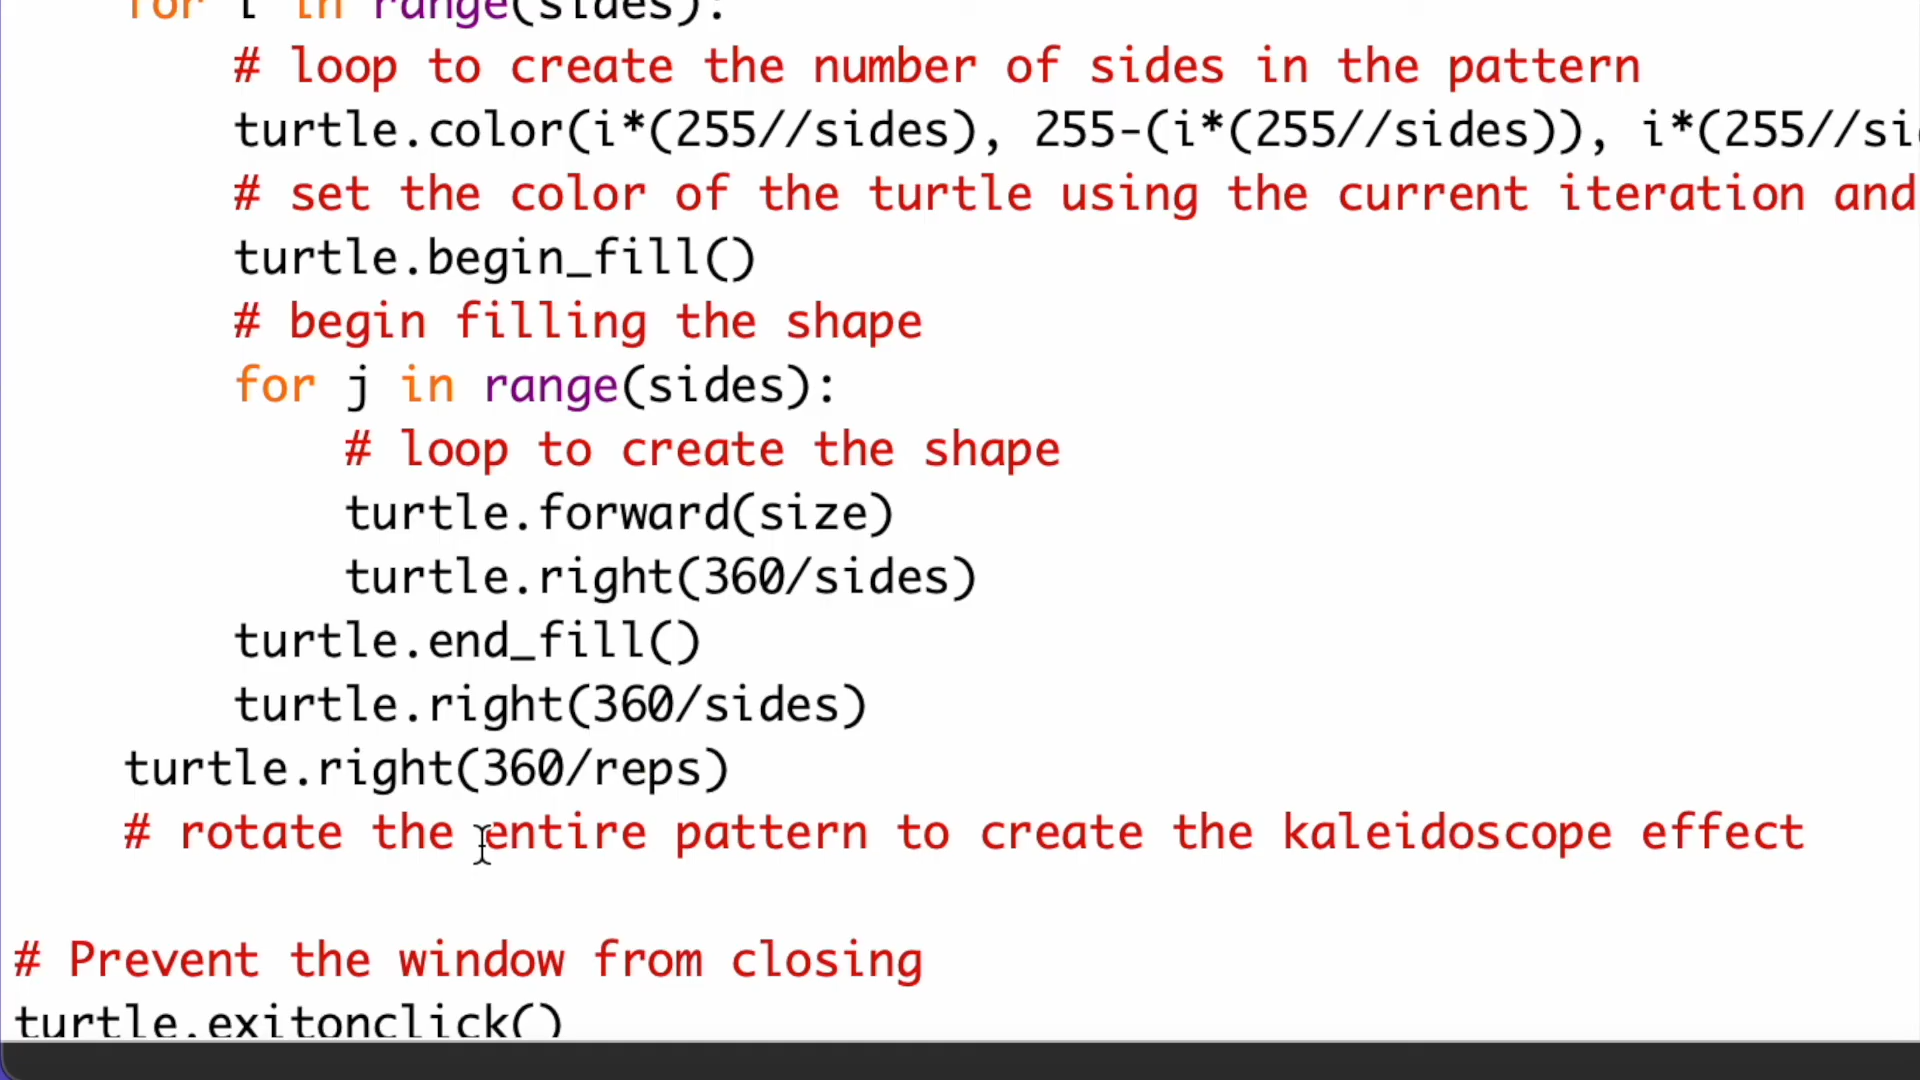 for i in range(sides):
# loop to create the number of sides in the pattern
turtle.color(i*(255//sides), 255-(i*(255//sides)), i*(255//si
# set the color of the turtle using the current iteration and
turtle.begin_fill()
# begin filling the shape
for j in range(sides):
# loop to create the shape
turtle.forward(size)
turtle.right(360/sides)
turtle.end_fill()
turtle.right(360/sides)
turtle.right(360/reps)
# rotate the entire pattern to create the kaleidoscope effect
# Prevent the window from closing
turtle.exitonclick()